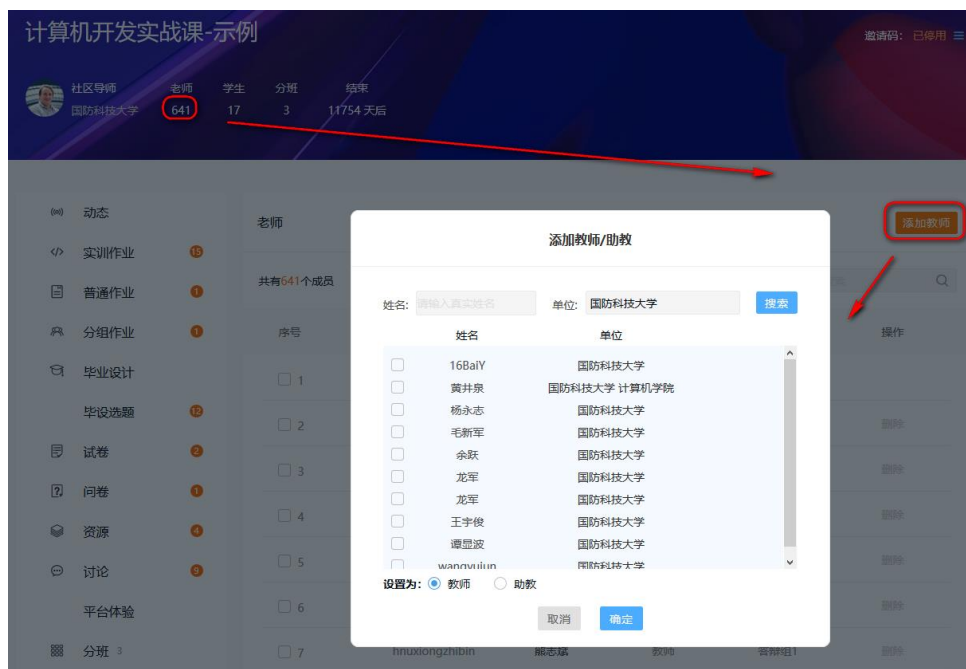 计算机开发实战课-示例
邀请码： 已停用
社区导师 老师 学生 分班 结束
国防科技大学 641 17 3 11754 天后
动态
实训作业 15
普通作业 1
分组作业 1
毕业设计
毕设选题 12
试卷 2
问卷 1
资源 4
讨论 9
平台体验
分班 3
老师
添加教师
共有641个成员
序号
操作
1
2 删除
3 删除
4 删除
5 删除
6 删除
7 hnuxiongzhibin 熊志斌 教师 答辩组1 删除
添加教师/助教
姓名: 请输入真实姓名 单位: 国防科技大学 搜索
姓名 单位
16BaiY 国防科技大学
黄井泉 国防科技大学 计算机学院
杨永志 国防科技大学
毛新军 国防科技大学
余跃 国防科技大学
龙军 国防科技大学
龙军 国防科技大学
王宇俊 国防科技大学
谭显波 国防科技大学
wangyujun 国防科技大学
设置为: 教师 助教
取消 确定